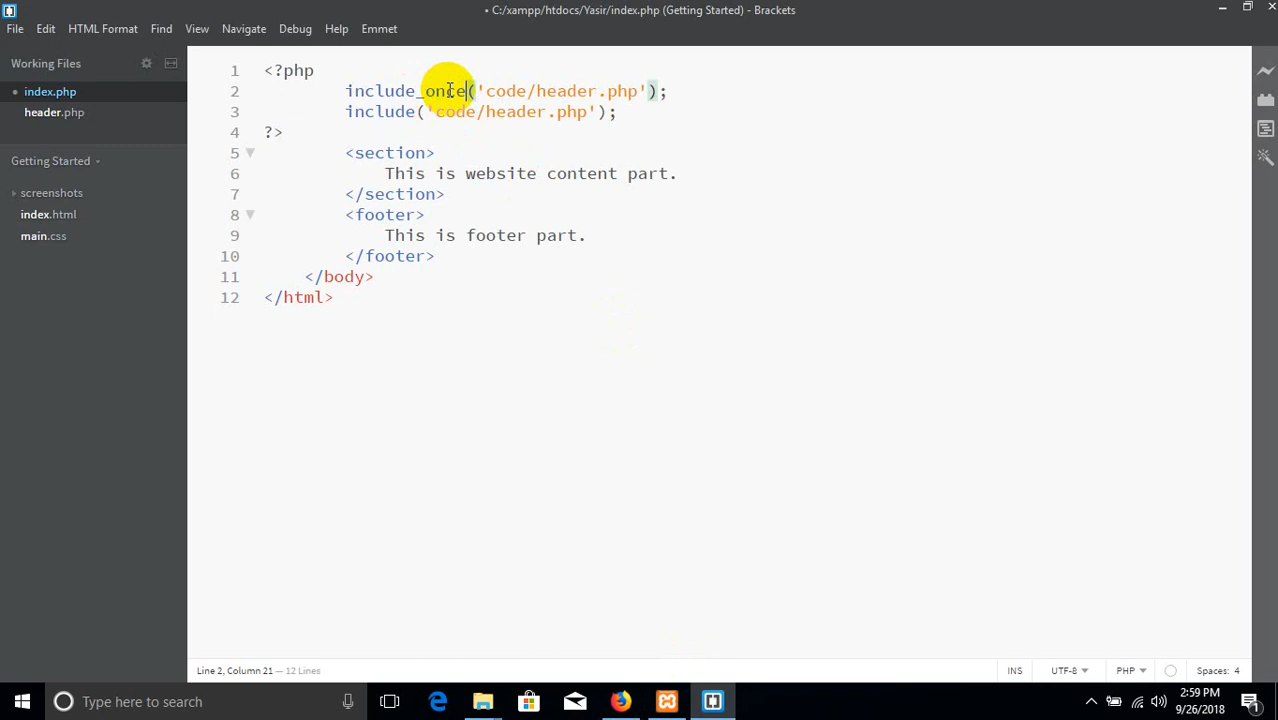 • C:/xampp/htdocs/Yasir/index.php (Getting Started) - Brackets
File Edit View Navigate Debug Help Emmet
HTML Format Find
Working Files
• index.php
header.php
Getting Started
screenshots
index.html
main.css
1 <?php
2 include_once('code/header.php');
3 include('code/header.php');
4 ?>
5 <section>
6 This is website content part.
7 </section>
8 <footer>
9 This is footer part.
10 </footer>
11 </body>
12 </html>
Line 2, Column 21 — 12 Lines
INS UTF-8 PHP Spaces: 4
Type here to search
2:59 PM
9/26/2018
1